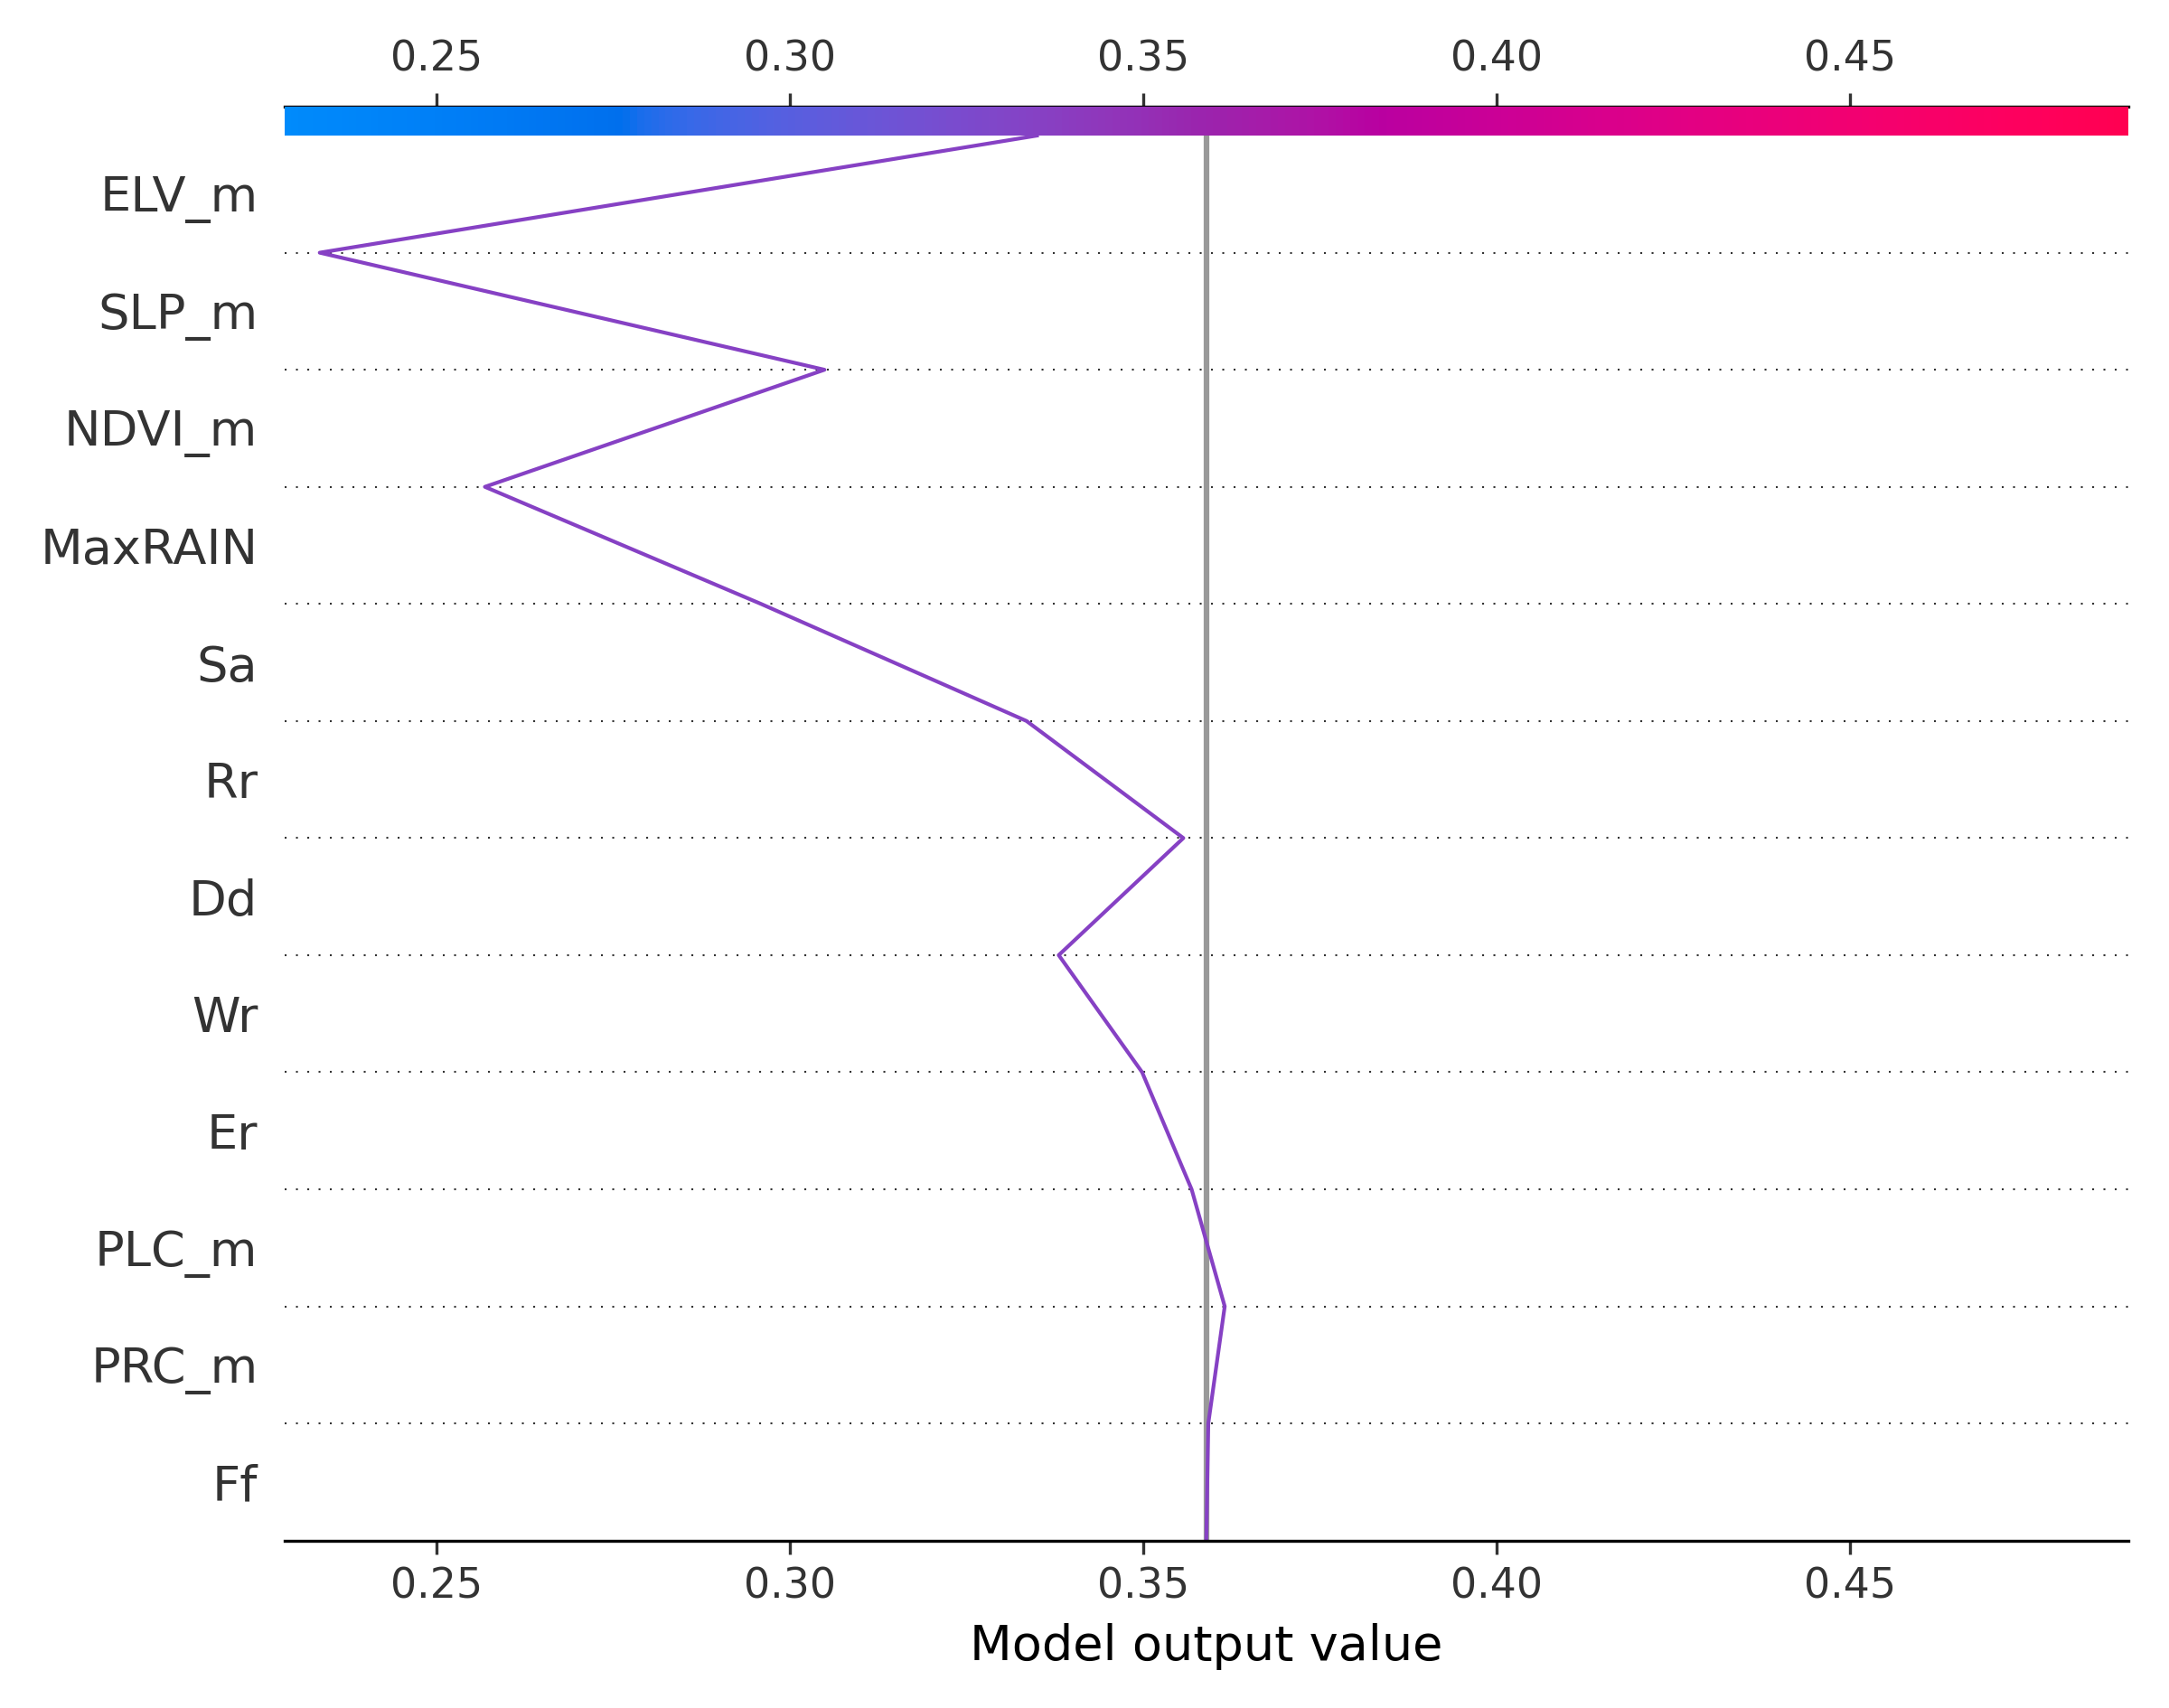 0.25 0.30 0.35 0.40 0.45
ELV_m
SLP_m
NDVI_m
MaxRAIN
Sa
Rr
Dd
Wr
Er
PLC_m
PRC_m
Ff
0.25 0.30 0.35 0.40 0.45
Model output value